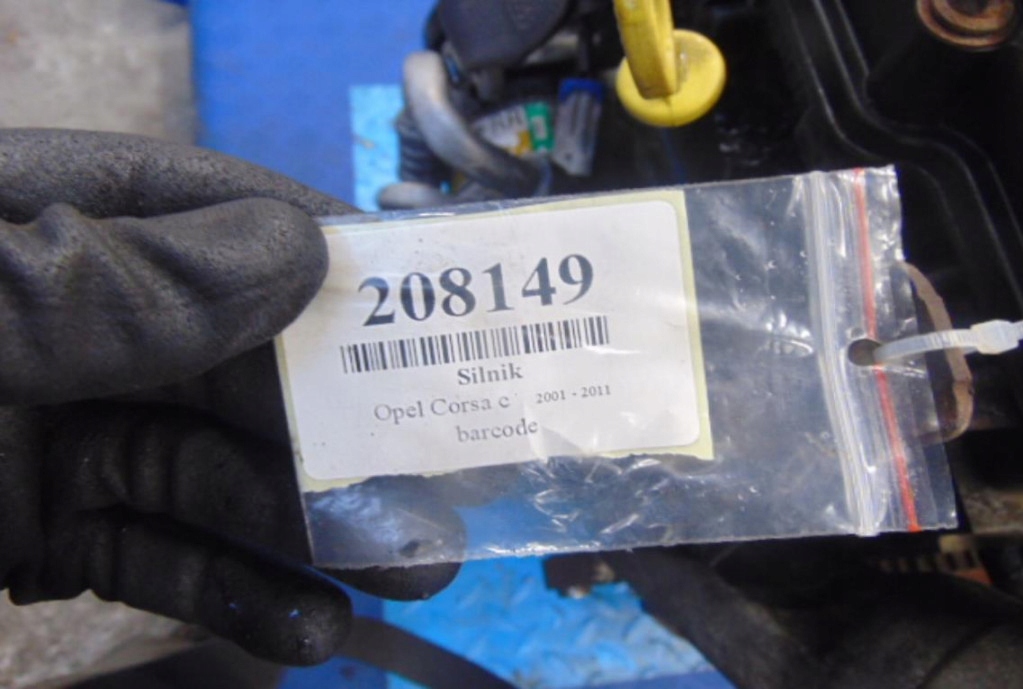 208149
Silnik
Opel Corsa c 2001 - 2011
barcode